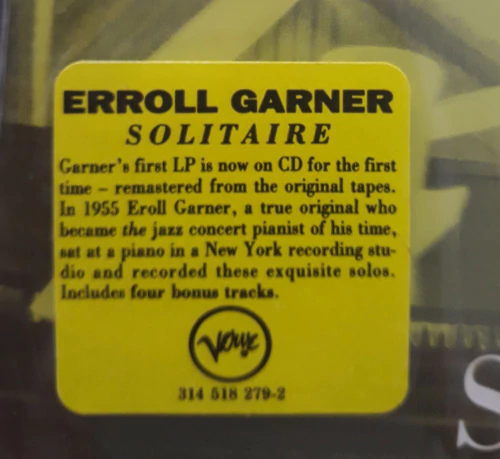 ERROLL GARNER
SOLITAIRE
Garner's first LP is now on CD for the first
time – remastered from the original tapes.
In 1955 Eroll Garner, a true original who
became the jazz concert pianist of his time,
sat at a piano in a New York recording stu-
dio and recorded these exquisite solos.
Includes four bonus tracks.
Verve
314 518 279-2
S